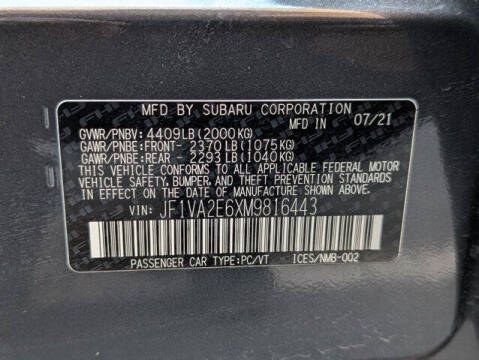 MFD BY SUBARU CORPORATION
MADE IN JAPAN 07/21
GVWR/PNBV: 4409LB(2000KG)
GAWR/PNBE:FRONT- 2370LB(1075KG)
GAWR/PNBE:REAR - 2293LB(1040KG)
THIS VEHICLE CONFORMS TO ALL APPLICABLE FEDERAL MOTOR
VEHICLE SAFETY, BUMPER, AND THEFT PREVENTION STANDARDS
IN EFFECT ON THE DATE OF MANUFACTURE SHOWN ABOVE.
VIN: JF1VA2E6XM9816443
PASSENGER CAR TYPE:PC/VT ICES/NMB-002